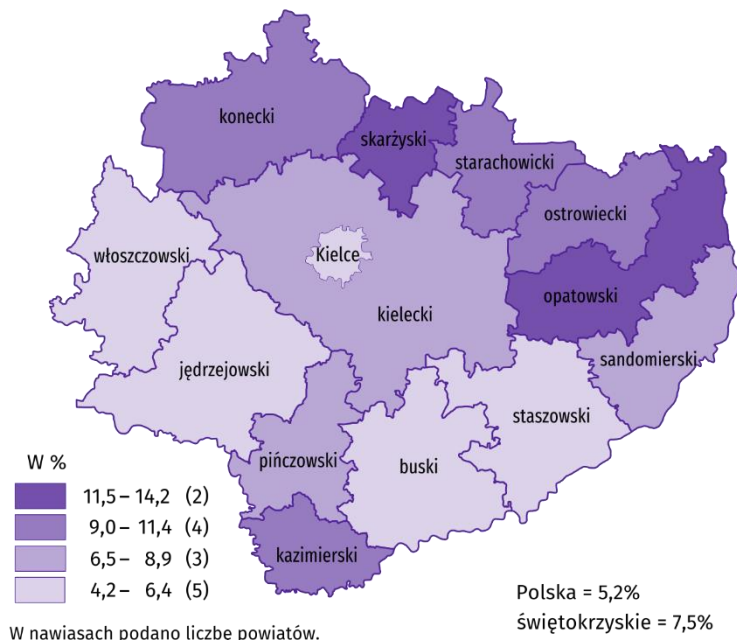 konecki
skarżyski
starachowicki
ostrowiecki
włoszczowski
Kielce
opatowski
kielecki
sandomierski
jędrzejowski
staszowski
pińczowski
buski
kazimierski
W %
11,5 – 14,2 (2)
9,0 – 11,4 (4)
6,5 – 8,9 (3)
4,2 – 6,4 (5)
Polska = 5,2%
świętokrzyskie = 7,5%
W nawiasach podano liczbę powiatów.